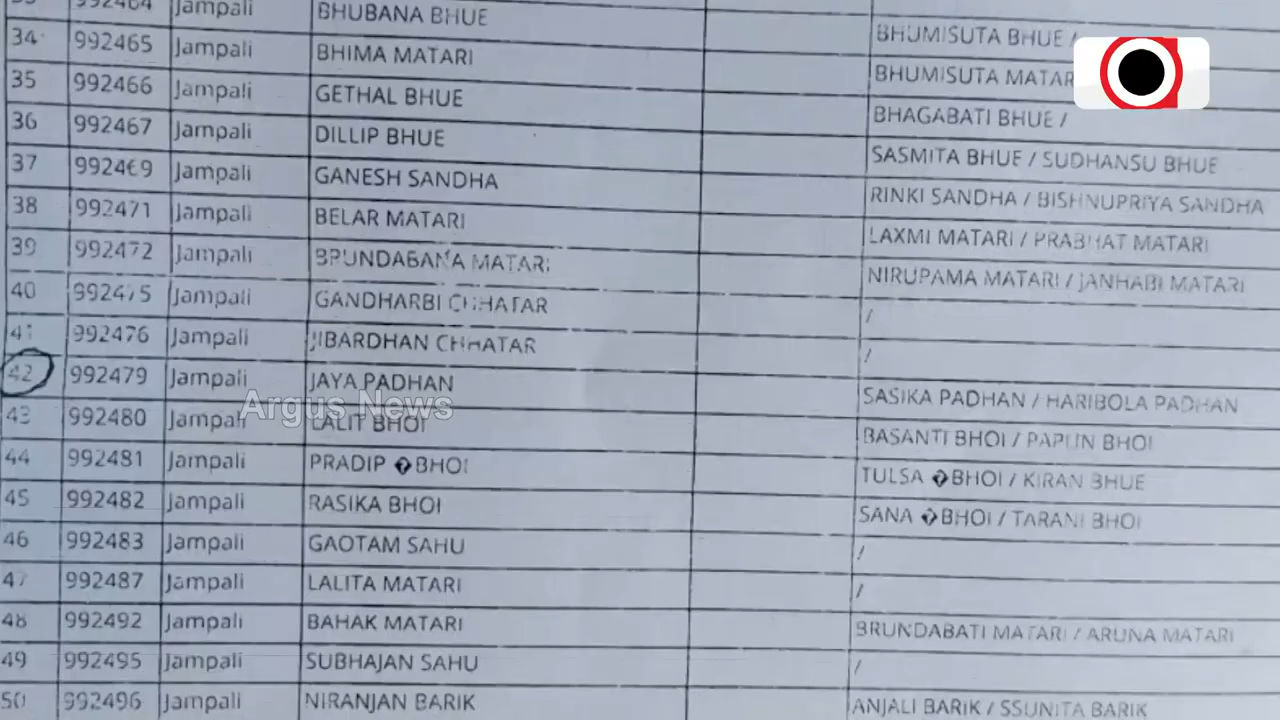 992464 Jampali BHUBANA BHUE BHUMISUTA BHUE /
34 992465 Jampali BHIMA MATARI BHUMISUTA MATAR
35 992466 Jampali GETHAL BHUE BHAGABATI BHUE /
36 992467 Jampali DILLIP BHUE SASMITA BHUE / SUDHANSU BHUE
37 992469 Jampali GANESH SANDHA RINKI SANDHA / BISHNUPRIYA SANDHA
38 992471 Jampali BELAR MATARI LAXMI MATARI / PRABHAT MATARI
39 992472 Jampali BRUNDABANA MATARI NIRUPAMA MATARI / JANHABI MATARI
40 992475 Jampali GANDHARBI CHHATAR /
41 992476 Jampali JIBARDHAN CHHATAR /
42 992479 Jampali JAYA PADHAN SASIKA PADHAN / HARIBOLA PADHAN
Argus News
43 992480 Jampali LALIT BHOI BASANTI BHOI / PAPUN BHOI
44 992481 Jampali PRADIP �BHOI TULSA �BHOI / KIRAN BHUE
45 992482 Jampali RASIKA BHOI SANA �BHOI / TARANI BHOI
46 992483 Jampali GAOTAM SAHU /
47 992487 Jampali LALITA MATARI /
48 992492 Jampali BAHAK MATARI BRUNDABATI MATARI / ARUNA MATARI
49 992495 Jampali SUBHAJAN SAHU /
50 992496 Jampali NIRANJAN BARIK ANJALI BARIK / SSUNITA BARIK